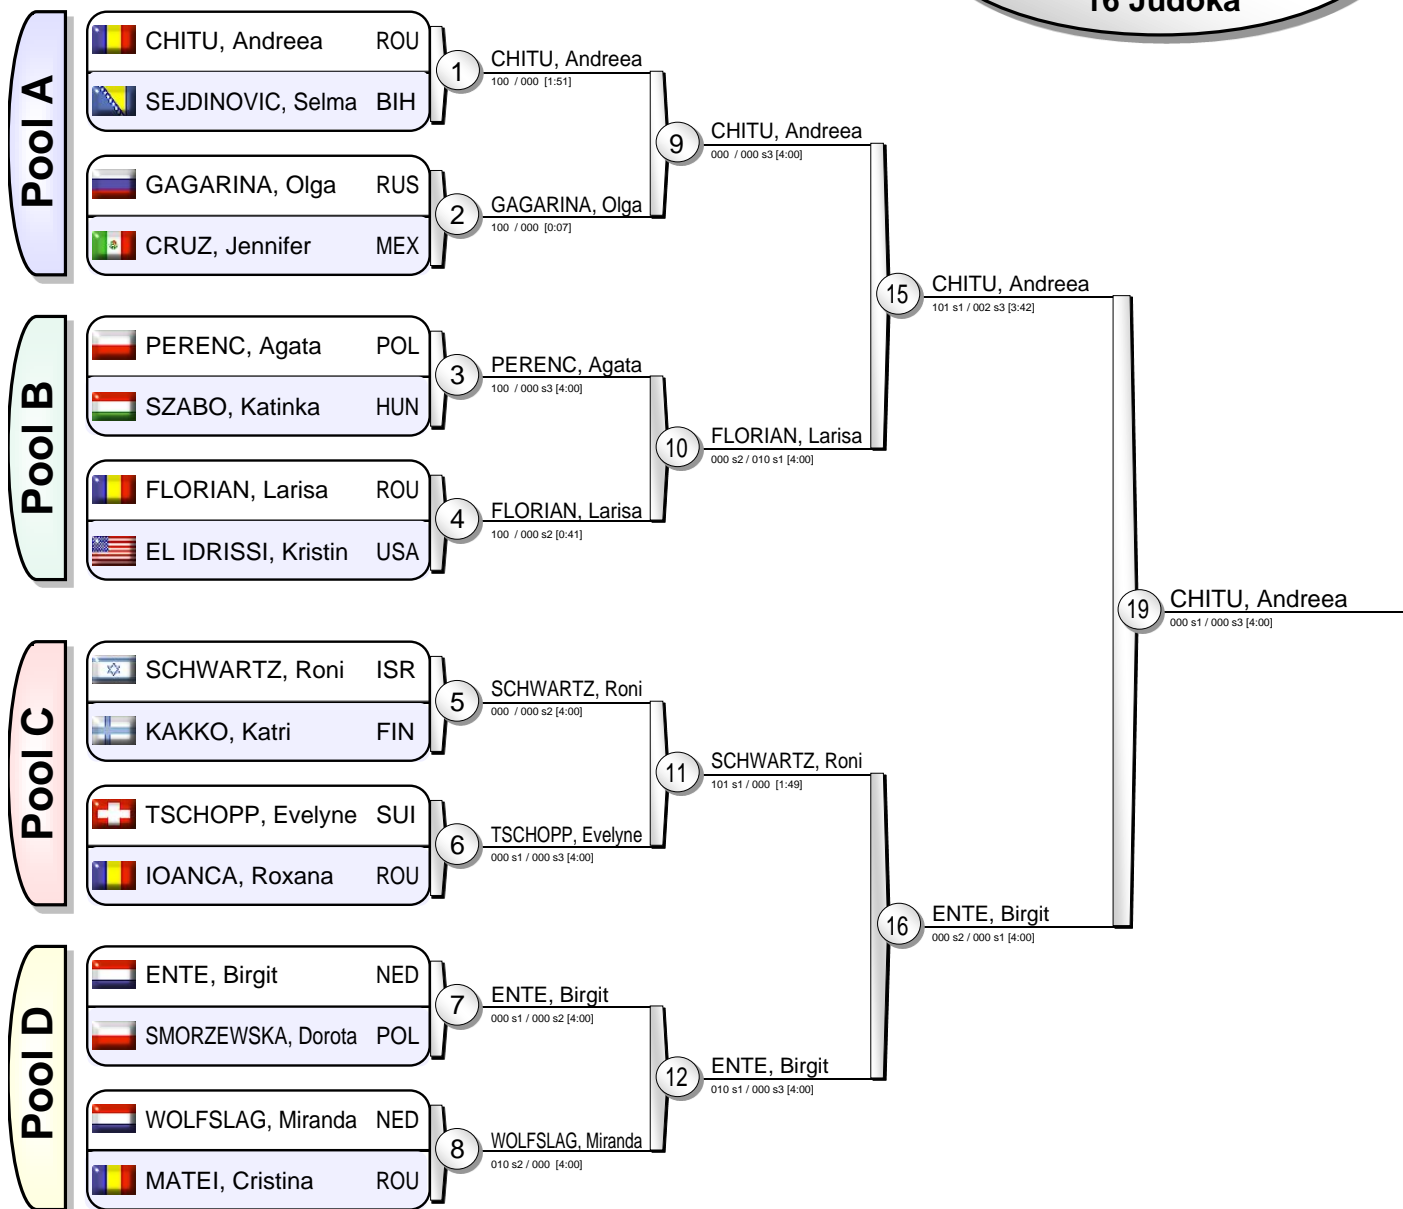 16 Judoka
Pool A
CHITU, Andreea ROU
SEJDINOVIC, Selma BIH
GAGARINA, Olga RUS
CRUZ, Jennifer MEX
Pool B
PERENC, Agata POL
SZABO, Katinka HUN
FLORIAN, Larisa ROU
EL IDRISSI, Kristin USA
Pool C
SCHWARTZ, Roni ISR
KAKKO, Katri FIN
TSCHOPP, Evelyne SUI
IOANCA, Roxana ROU
Pool D
ENTE, Birgit NED
SMORZEWSKA, Dorota POL
WOLFSLAG, Miranda NED
MATEI, Cristina ROU
1 CHITU, Andreea
100 / 000 [1:51]
2 GAGARINA, Olga
100 / 000 [0:07]
3 PERENC, Agata
100 / 000 s3 [4:00]
4 FLORIAN, Larisa
100 / 000 s2 [0:41]
5 SCHWARTZ, Roni
000 / 000 s2 [4:00]
6 TSCHOPP, Evelyne
000 s1 / 000 s3 [4:00]
7 ENTE, Birgit
000 s1 / 000 s2 [4:00]
8 WOLFSLAG, Miranda
010 s2 / 000 [4:00]
9 CHITU, Andreea
000 / 000 s3 [4:00]
10 FLORIAN, Larisa
000 s2 / 010 s1 [4:00]
11 SCHWARTZ, Roni
101 s1 / 000 [1:49]
12 ENTE, Birgit
010 s1 / 000 s3 [4:00]
15 CHITU, Andreea
101 s1 / 002 s3 [3:42]
16 ENTE, Birgit
000 s2 / 000 s1 [4:00]
19 CHITU, Andreea
000 s1 / 000 s3 [4:00]